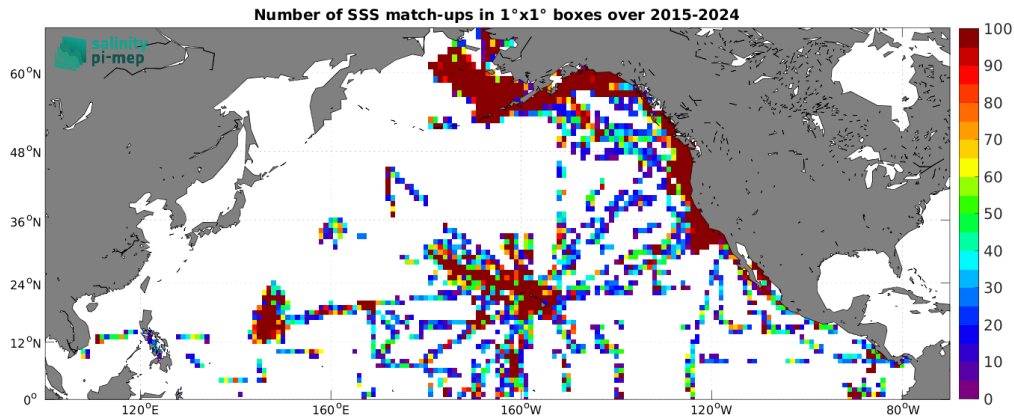 Number of SSS match-ups in 1°x1° boxes over 2015-2024
salinity
pi-mep
60°N
48°N
36°N
24°N
12°N
0°
120°E
160°E
160°W
120°W
80°W
100
90
80
70
60
50
40
30
20
10
0